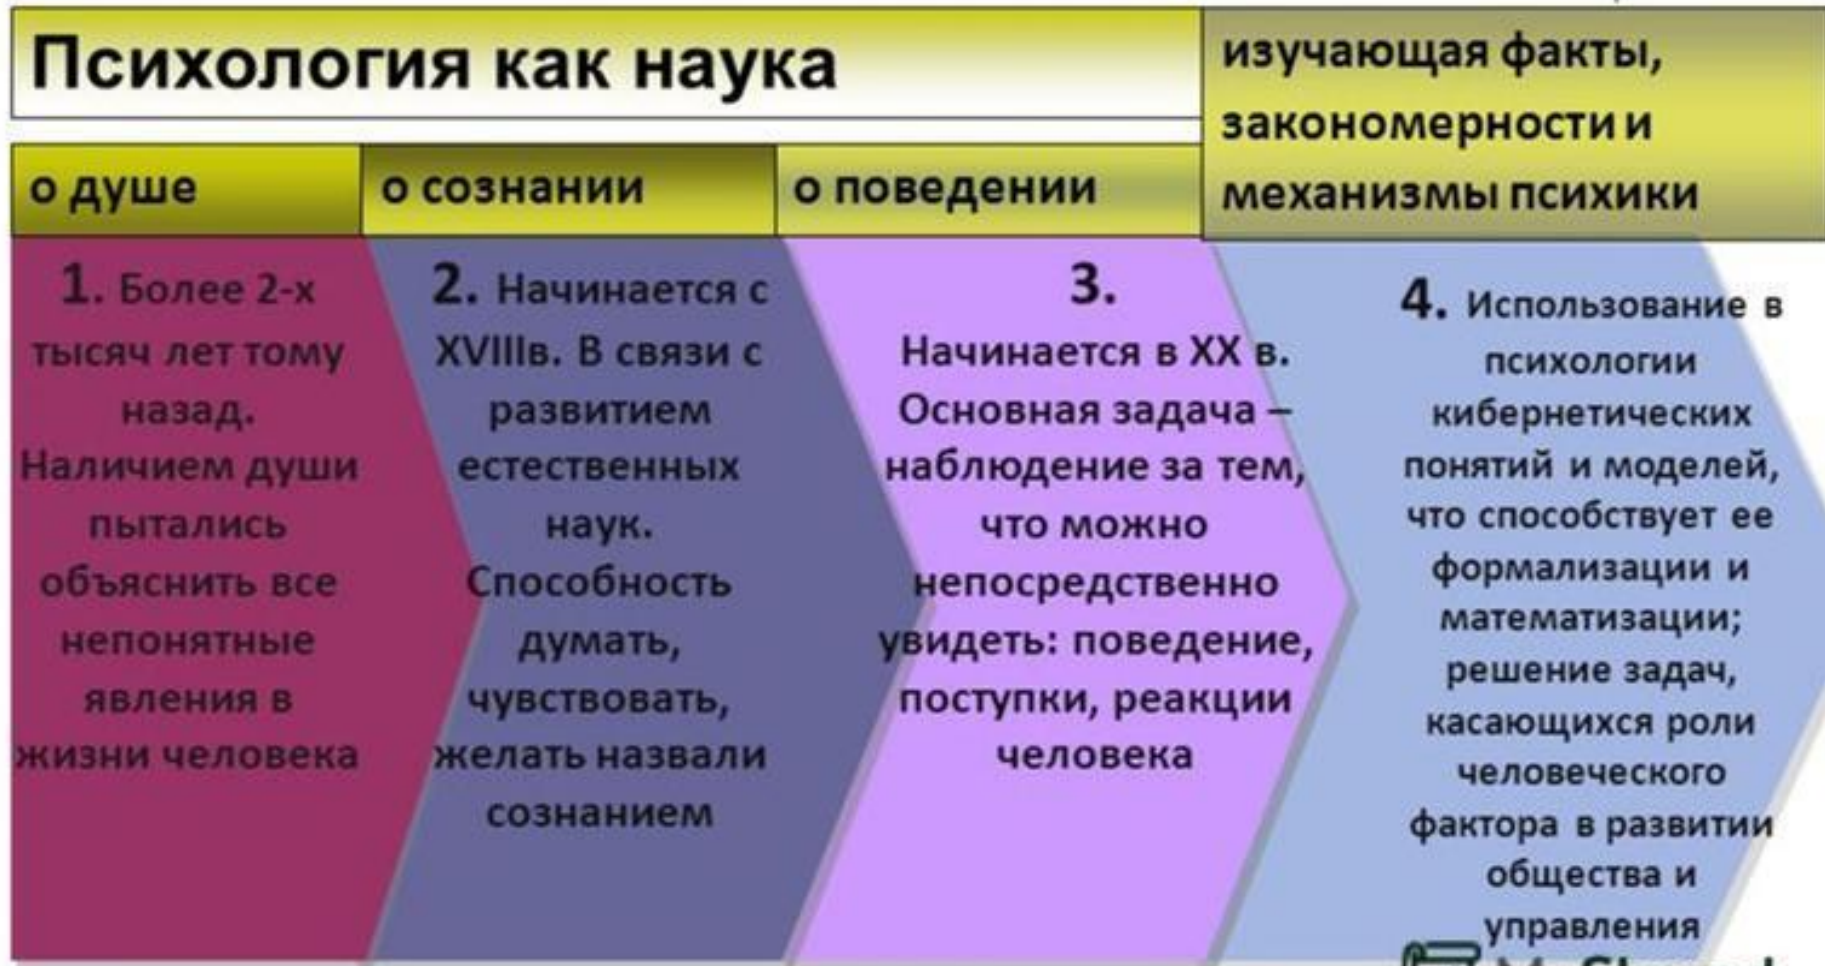 Психология как наука
изучающая факты,
закономерности и
механизмы психики
о душе
о сознании
о поведении
1. Более 2-х
тысяч лет тому
назад.
Наличием души
пытались
объяснить все
непонятные
явления в
жизни человека
2. Начинается с
XVIIIв. В связи с
развитием
естественных
наук.
Способность
думать,
чувствовать,
желать назвали
сознанием
3.
Начинается в XX в.
Основная задача –
наблюдение за тем,
что можно
непосредственно
увидеть: поведение,
поступки, реакции
человека
4. Использование в
психологии
кибернетических
понятий и моделей,
что способствует ее
формализации и
математизации;
решение задач,
касающихся роли
человеческого
фактора в развитии
общества и
управления